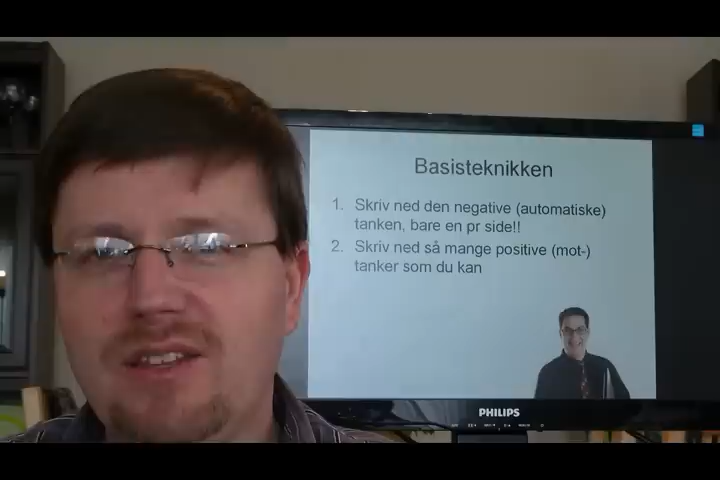 Basisteknikken
1. Skriv ned den negative (automatiske)
tanken, bare en pr side!!
2. Skriv ned så mange positive (mot-)
tanker som du kan
PHILIPS